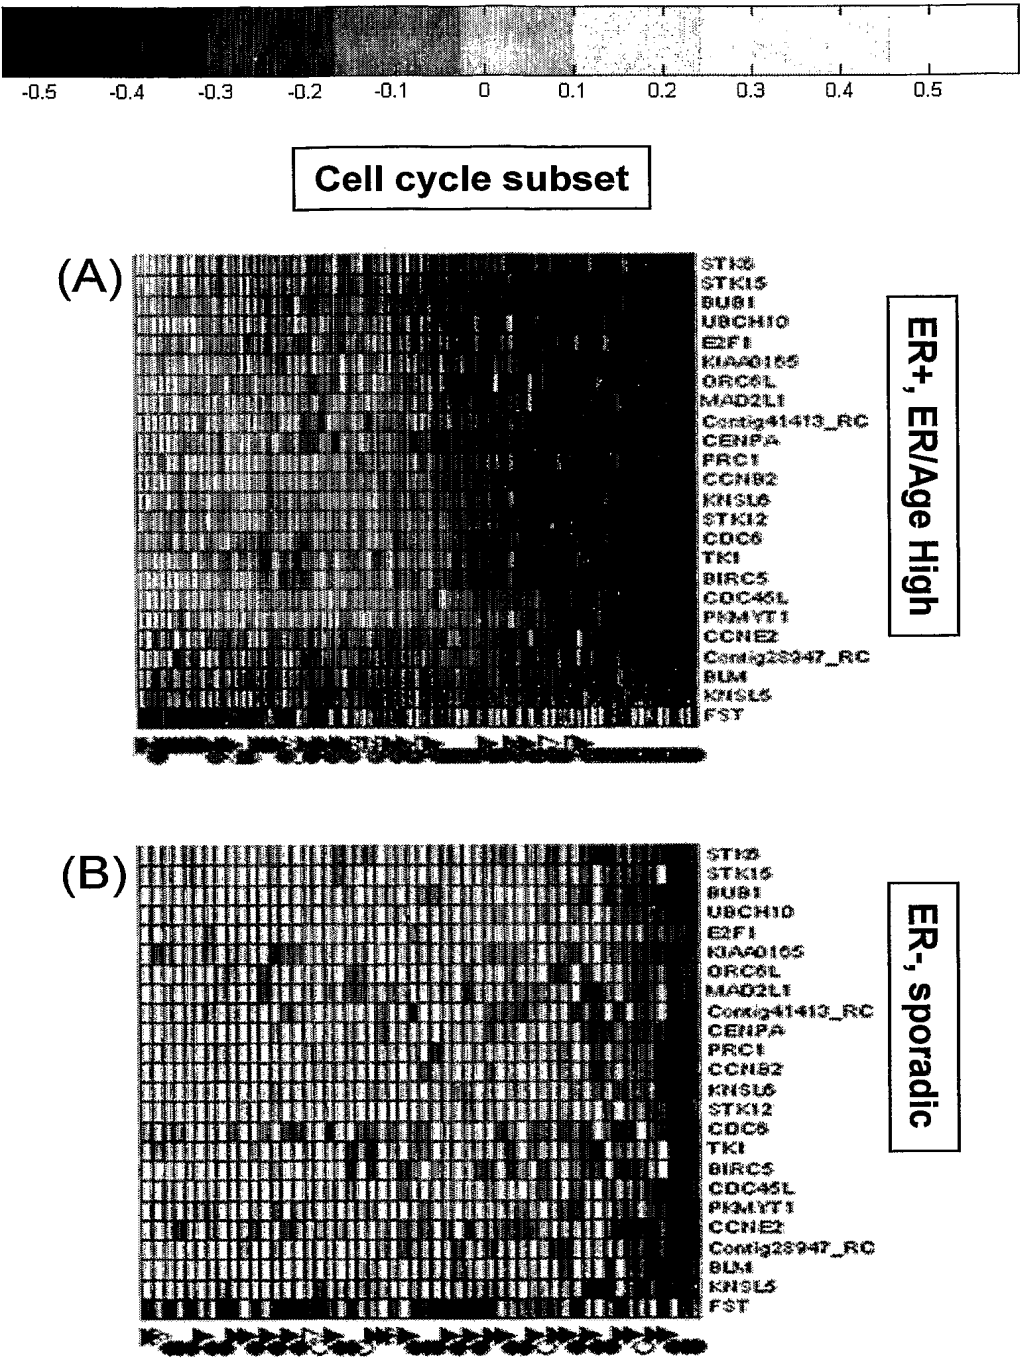 -0.5 -0.4 -0.3 -0.2 -0.1 0 0.1 0.2 0.3 0.4 0.5
Cell cycle subset
(A)
STK6
STK15
BUB1
UBCH10
E2F1
KIAA0165
ORC6L
MAD2L1
Contig41413_RC
CENPA
PRC1
CCNB2
KNSL6
STK12
CDC6
TK1
BIRC5
CDC45L
PKMYT1
CCNE2
Contig28947_RC
BLM
KNSL5
FST
ER+, ER/Age High
(B)
STK6
STK15
BUB1
UBCH10
E2F1
KIAA0165
ORC6L
MAD2L1
Contig41413_RC
CENPA
PRC1
CCNB2
KNSL6
STK12
CDC6
TK1
BIRC5
CDC45L
PKMYT1
CCNE2
Contig28947_RC
BLM
KNSL5
FST
ER-, sporadic